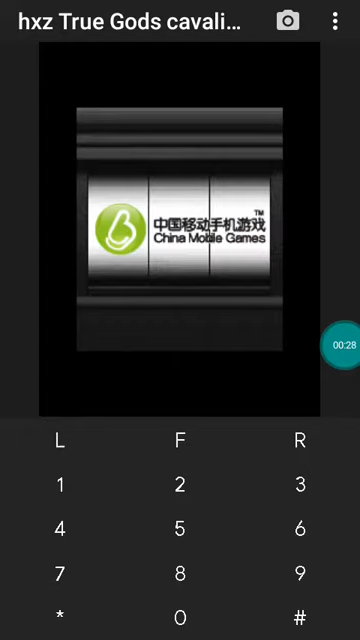 hxz True Gods cavali...
中国移动手机游戏
TM
China Mobile Games
00:28
L F R
1 2 3
4 5 6
7 8 9
* 0 #